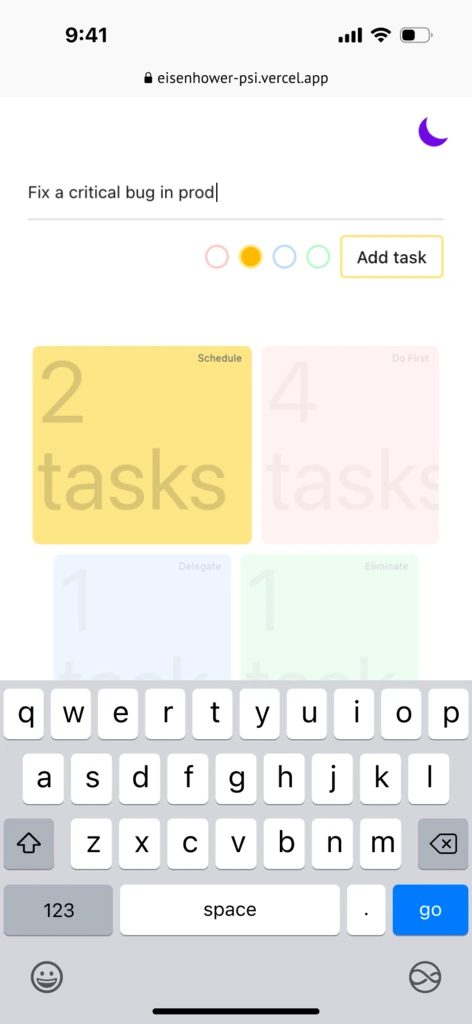 9:41
eisenhower-psi.vercel.app
Fix a critical bug in prod
Add task
Schedule
2
tasks
Do First
4
tasks
Delegate
1
task
Eliminate
1
task
q w e r t y u i o p
a s d f g h j k l
z x c v b n m
123 space . go